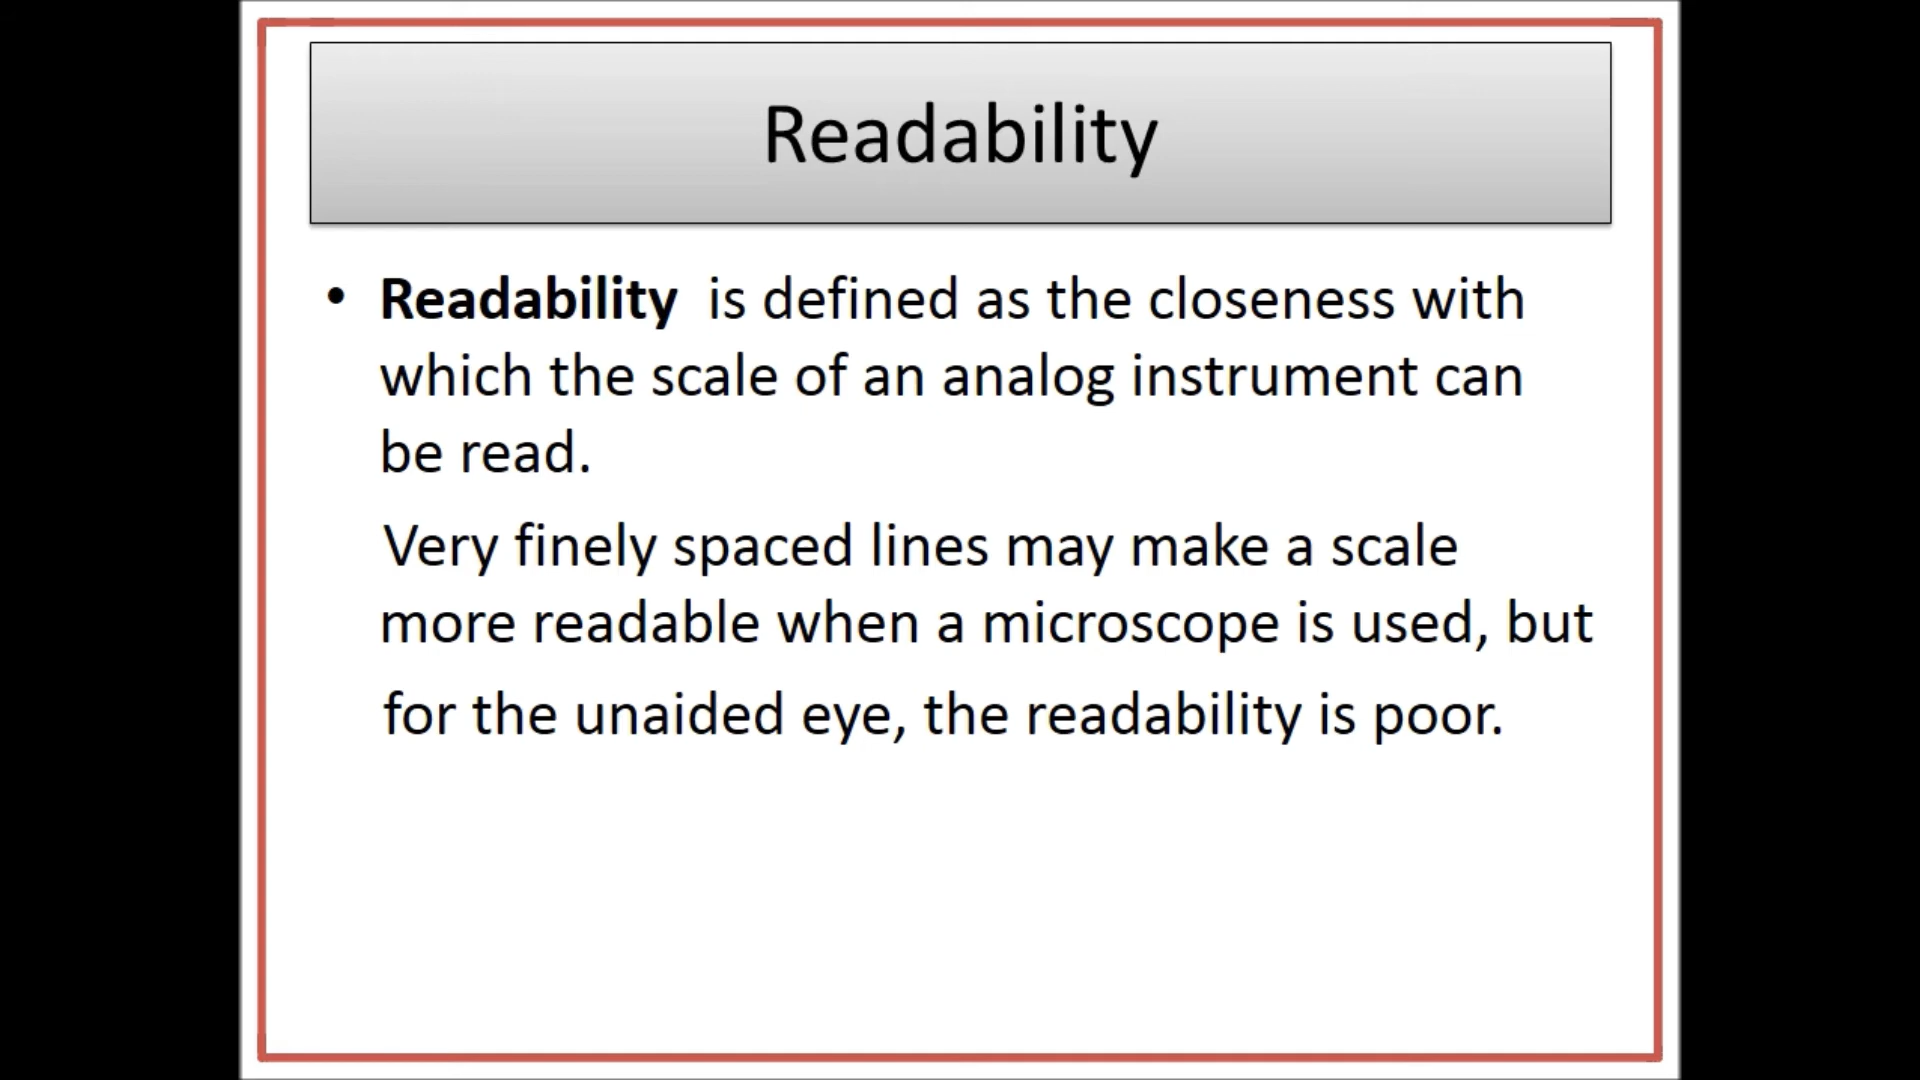 Readability
• Readability is defined as the closeness with
which the scale of an analog instrument can
be read.
Very finely spaced lines may make a scale
more readable when a microscope is used, but
for the unaided eye, the readability is poor.